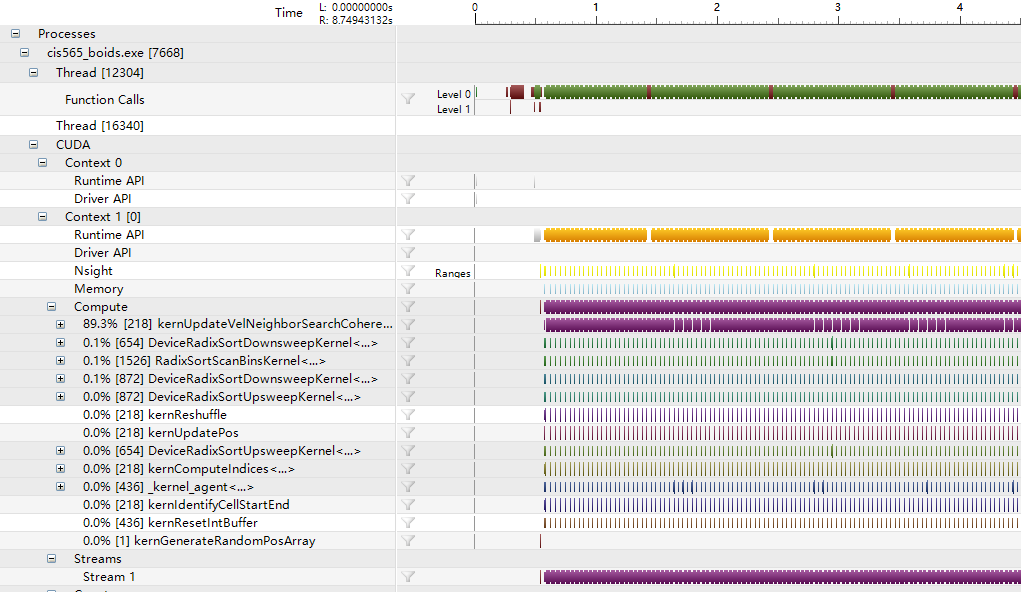 Time L: 0.00000000s
R: 8.74943132s
0 1 2 3 4
Processes
cis565_boids.exe [7668]
Thread [12304]
Function Calls
Level 0
Level 1
Thread [16340]
CUDA
Context 0
Runtime API
Driver API
Context 1 [0]
Runtime API
Driver API
Nsight Ranges
Memory
Compute
89.3% [218] kernUpdateVelNeighborSearchCohere...
0.1% [654] DeviceRadixSortDownsweepKernel<...>
0.1% [1526] RadixSortScanBinsKernel<...>
0.1% [872] DeviceRadixSortDownsweepKernel<...>
0.0% [872] DeviceRadixSortUpsweepKernel<...>
0.0% [218] kernReshuffle
0.0% [218] kernUpdatePos
0.0% [654] DeviceRadixSortUpsweepKernel<...>
0.0% [218] kernComputeIndices<...>
0.0% [436] _kernel_agent<...>
0.0% [218] kernIdentifyCellStartEnd
0.0% [436] kernResetIntBuffer
0.0% [1] kernGenerateRandomPosArray
Streams
Stream 1